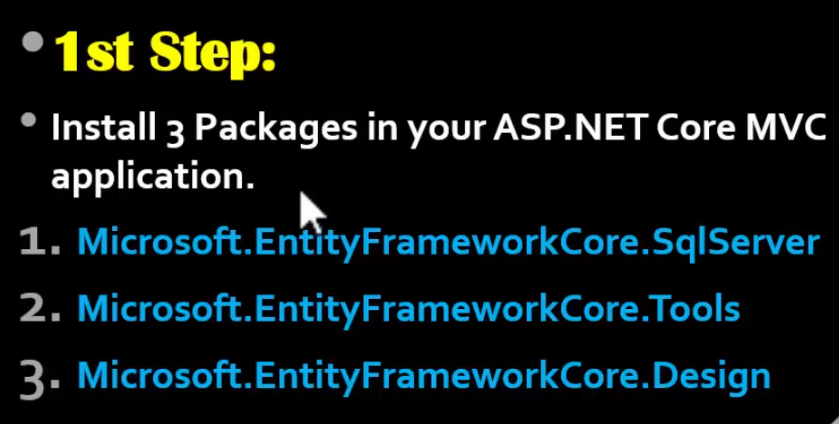 • 1st Step:
• Install 3 Packages in your ASP.NET Core MVC
application.
1. Microsoft.EntityFrameworkCore.SqlServer
2. Microsoft.EntityFrameworkCore.Tools
3. Microsoft.EntityFrameworkCore.Design